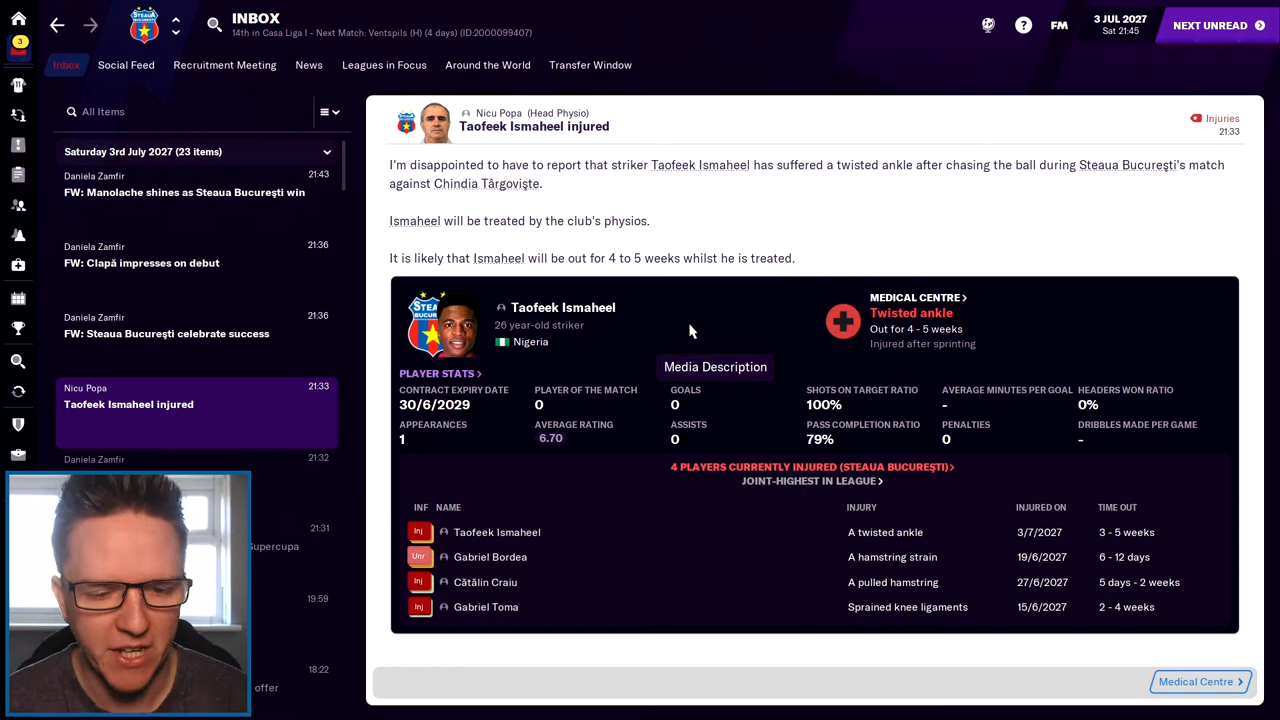 INBOX
14th in Casa Liga I - Next Match: Ventspils (H) (4 days) (ID:2000099407)
FM
3 JUL 2027
Sat 21:45
NEXT UNREAD
3
Inbox
Social Feed
Recruitment Meeting
News
Leagues in Focus
Around the World
Transfer Window
All Items
Saturday 3rd July 2027 (23 items)
Daniela Zamfir 21:43
FW: Manolache shines as Steaua Bucureşti win
Daniela Zamfir 21:36
FW: Clapă impresses on debut
Daniela Zamfir 21:36
FW: Steaua Bucureşti celebrate success
Nicu Popa 21:33
Taofeek Ismaheel injured
Daniela Zamfir 21:32
21:31
Supercupa
19:59
18:22
offer
Nicu Popa (Head Physio)
Taofeek Ismaheel injured
Injuries
21:33
I'm disappointed to have to report that striker Taofeek Ismaheel has suffered a twisted ankle after chasing the ball during Steaua Bucureşti's match
against Chindia Târgovişte.
Ismaheel will be treated by the club's physios.
It is likely that Ismaheel will be out for 4 to 5 weeks whilst he is treated.
Taofeek Ismaheel
26 year-old striker
Nigeria
MEDICAL CENTRE
Twisted ankle
Out for 4 - 5 weeks
Injured after sprinting
Media Description
PLAYER STATS
CONTRACT EXPIRY DATE PLAYER OF THE MATCH GOALS SHOTS ON TARGET RATIO AVERAGE MINUTES PER GOAL HEADERS WON RATIO
30/6/2029 0 0 100% - 0%
APPEARANCES AVERAGE RATING ASSISTS PASS COMPLETION RATIO PENALTIES DRIBBLES MADE PER GAME
1 6.70 0 79% 0 -
4 PLAYERS CURRENTLY INJURED (STEAUA BUCUREŞTI)
JOINT-HIGHEST IN LEAGUE
INF NAME INJURY INJURED ON TIME OUT
Inj Taofeek Ismaheel A twisted ankle 3/7/2027 3 - 5 weeks
Unr Gabriel Bordea A hamstring strain 19/6/2027 6 - 12 days
Inj Cătălin Craiu A pulled hamstring 27/6/2027 5 days - 2 weeks
Inj Gabriel Toma Sprained knee ligaments 15/6/2027 2 - 4 weeks
Medical Centre